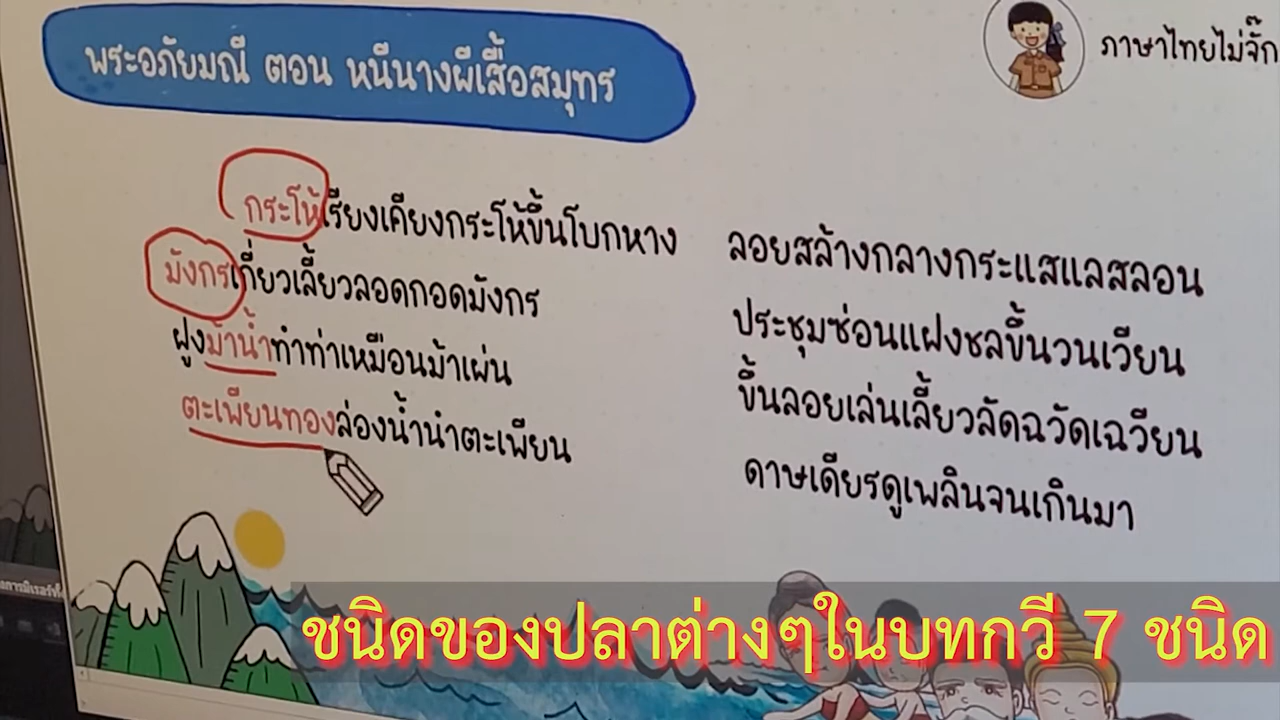 พระอภัยมณี ตอน หนีนางผีเสื้อสมุทร
ภาษาไทยไม่จั๊ก
กระโห้เรียงเคียงกระโห้ขึ้นโบกหาง ลอยสล้างกลางกระแสแลสลอน
มังกรเกี่ยวเลี้ยวลอดกอดมังกร ประชุมซ่อนแฝงชลขึ้นวนเวียน
ฝูงม้าน้ำทำท่าเหมือนม้าเผ่น ขึ้นลอยเล่นเลี้ยวลัดฉวัดเฉวียน
ตะเพียนทองล่องน้ำนำตะเพียน ดาษเดียรดูเพลินจนเกินมา
ชนิดของปลาต่างๆในบทกวี 7 ชนิด